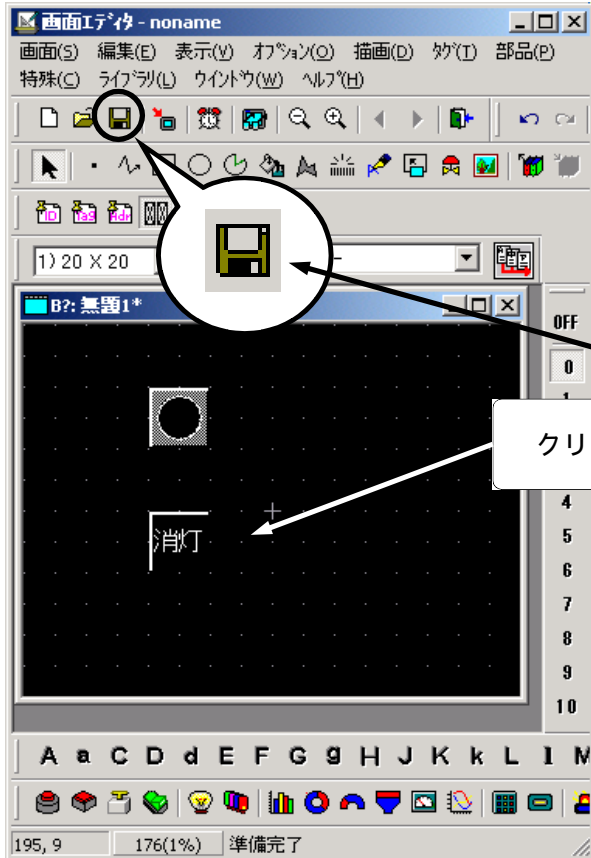 画面ｴﾃﾞｨﾀ - noname
画面(S) 編集(E) 表示(V) ｵﾌﾟｼｮﾝ(O) 描画(D) ﾀｸﾞ(T) 部品(P)
特殊(C) ﾗｲﾌﾞﾗﾘ(L) ｳｲﾝﾄﾞｳ(W) ﾍﾙﾌﾟ(H)
ID Tag Adr
1) 20 X 20
B?: 無題1*
OFF
0
クリ
4
消灯
5
6
7
8
9
10
A a C D d E F G g H J K k L l M
195, 9 176(1%) 準備完了